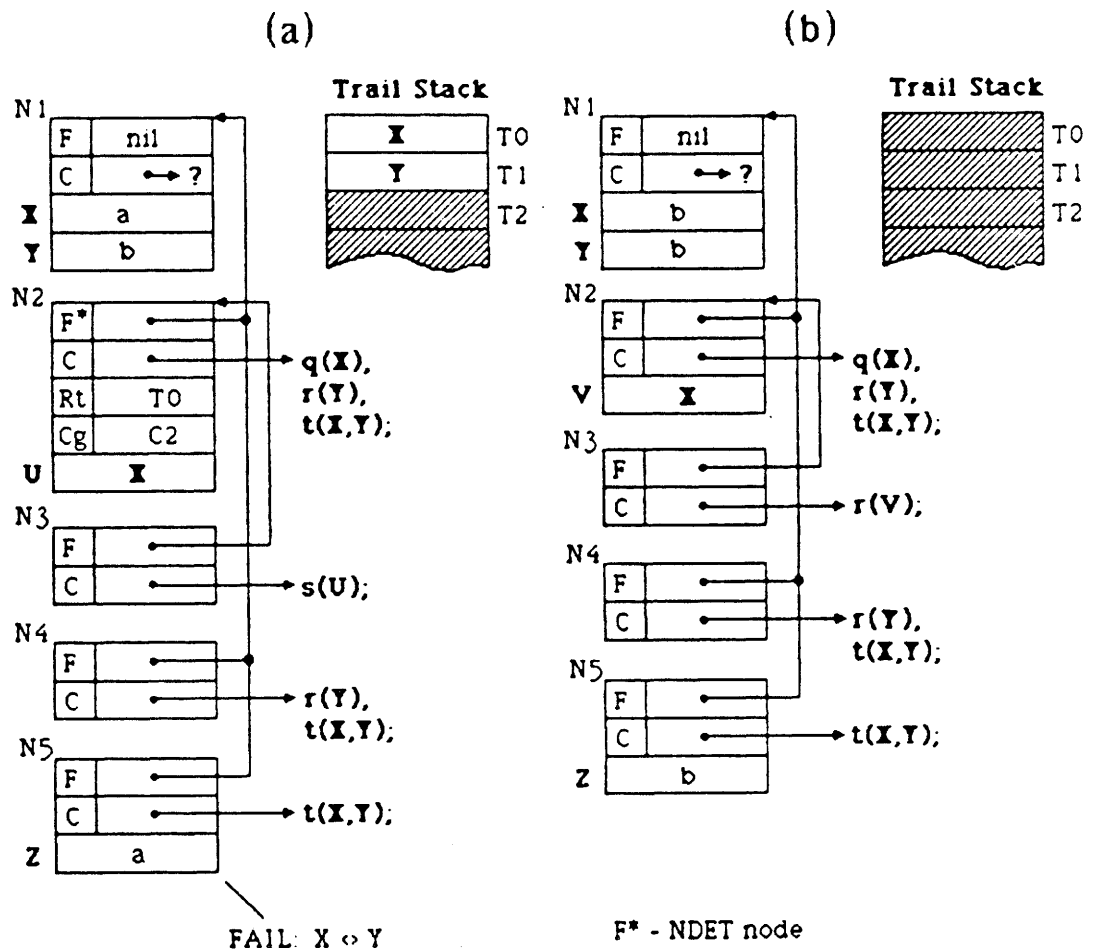 (a)
Trail Stack
N1
F nil
C ?
X a
Y b
X T0
Y T1
T2
N2
F*
C q(X),
r(Y),
t(X,Y);
Rt T0
Cg C2
U X
N3
F
C s(U);
N4
F
C r(Y),
t(X,Y);
N5
F
C t(X,Y);
Z a
FAIL: X <> Y
(b)
Trail Stack
N1
F nil
C ?
X b
Y b
T0
T1
T2
N2
F
C q(X),
r(Y),
t(X,Y);
V X
N3
F
C r(V);
N4
F
C r(Y),
t(X,Y);
N5
F
C t(X,Y);
Z b
F* - NDET node